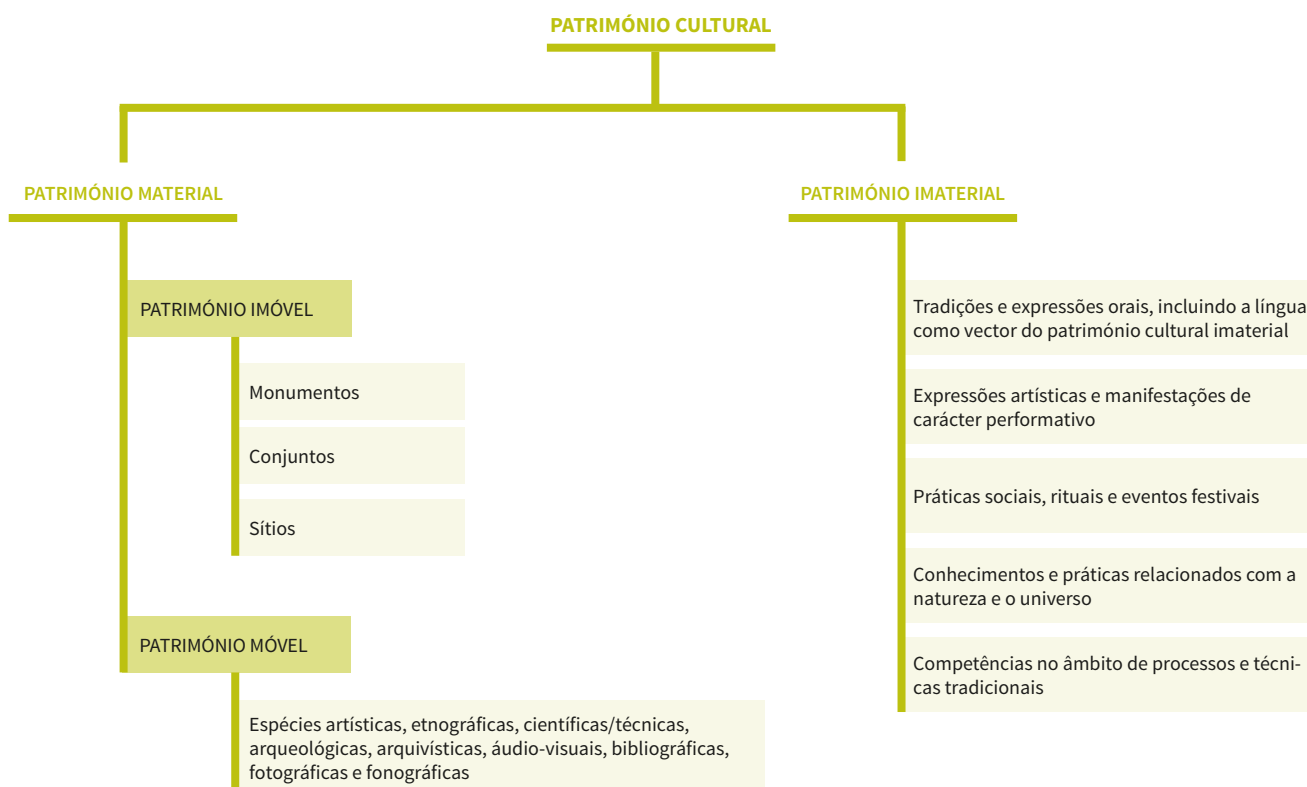 PATRIMÓNIO CULTURAL
PATRIMÓNIO MATERIAL
PATRIMÓNIO IMÓVEL
Monumentos
Conjuntos
Sítios
PATRIMÓNIO MÓVEL
Espécies artísticas, etnográficas, científicas/técnicas,
arqueológicas, arquivísticas, áudio-visuais, bibliográficas,
fotográficas e fonográficas
PATRIMÓNIO IMATERIAL
Tradições e expressões orais, incluindo a língua
como vector do património cultural imaterial
Expressões artísticas e manifestações de
carácter performativo
Práticas sociais, rituais e eventos festivais
Conhecimentos e práticas relacionados com a
natureza e o universo
Competências no âmbito de processos e técni-
cas tradicionais